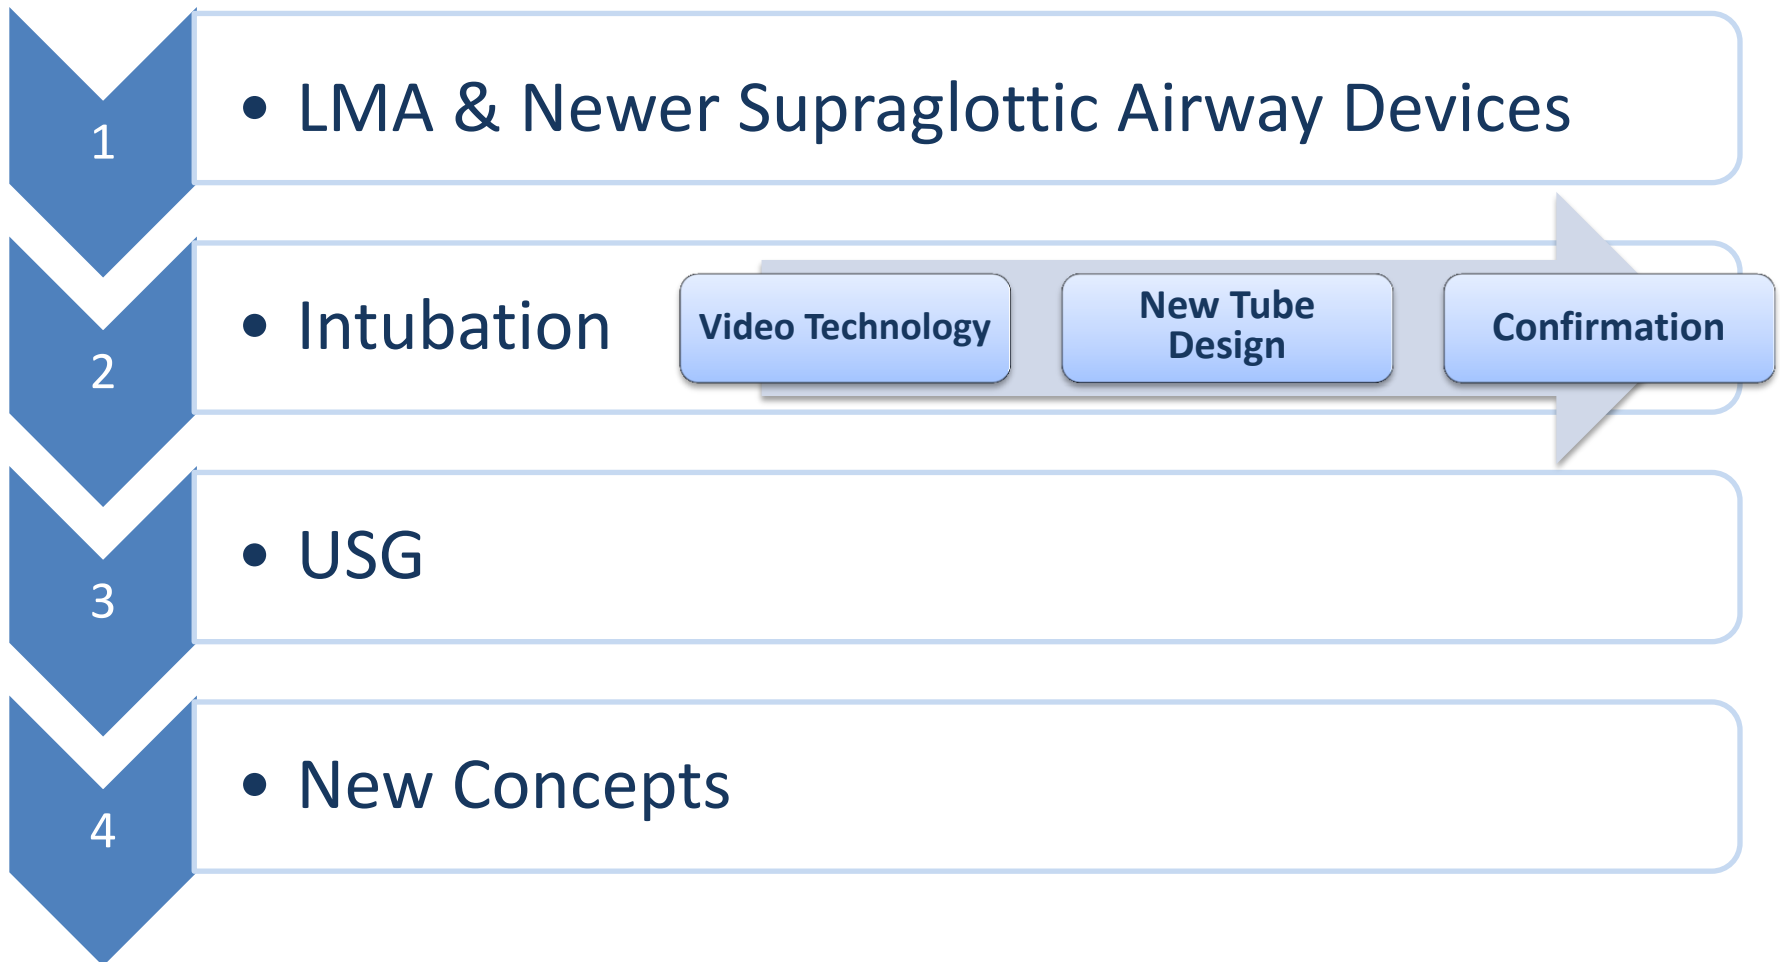 1
• LMA & Newer Supraglottic Airway Devices
2
• Intubation
Video Technology
New Tube
Design
Confirmation
3
• USG
4
• New Concepts